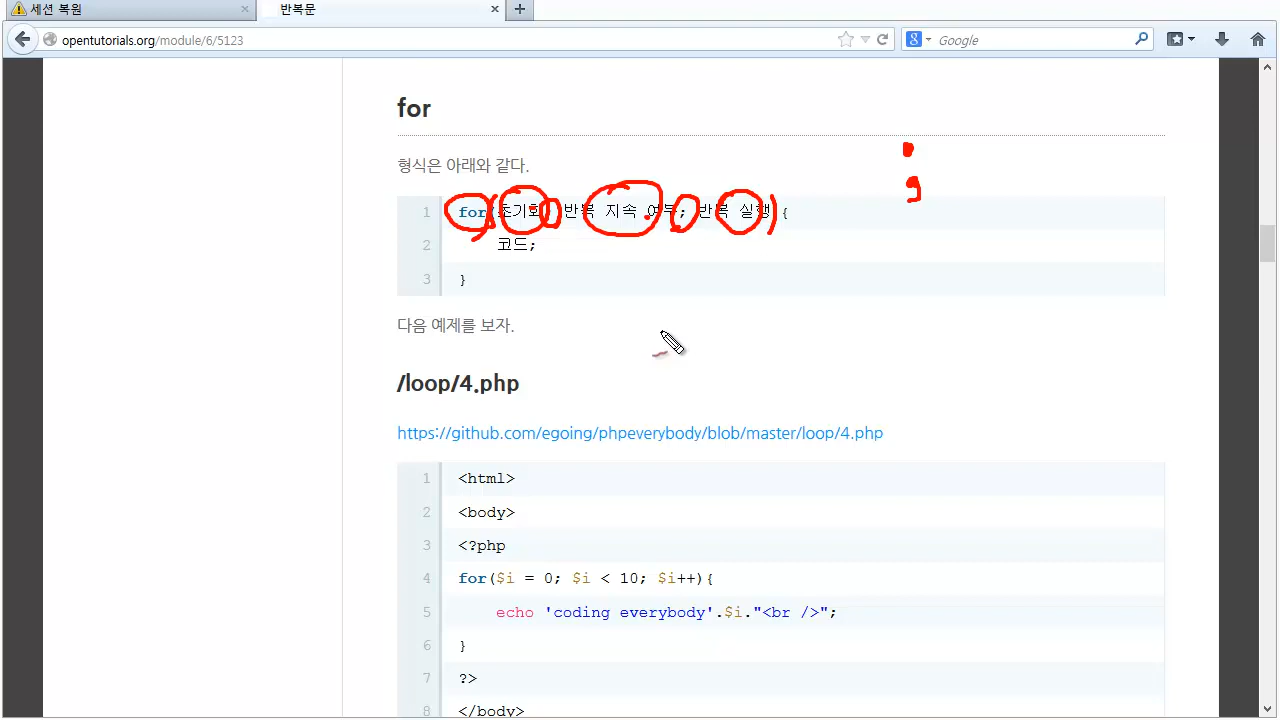 세션 복원
반복문
opentutorials.org/module/6/5123
Google
for
형식은 아래와 같다.
1 for(초기화; 반복 지속 여부; 반복 실행){
2 코드;
3 }
다음 예제를 보자.
/loop/4.php
https://github.com/egoing/phpeverybody/blob/master/loop/4.php
1 <html>
2 <body>
3 <?php
4 for($i = 0; $i < 10; $i++){
5 echo 'coding everybody'.$i."<br />";
6 }
7 ?>
8 </body>